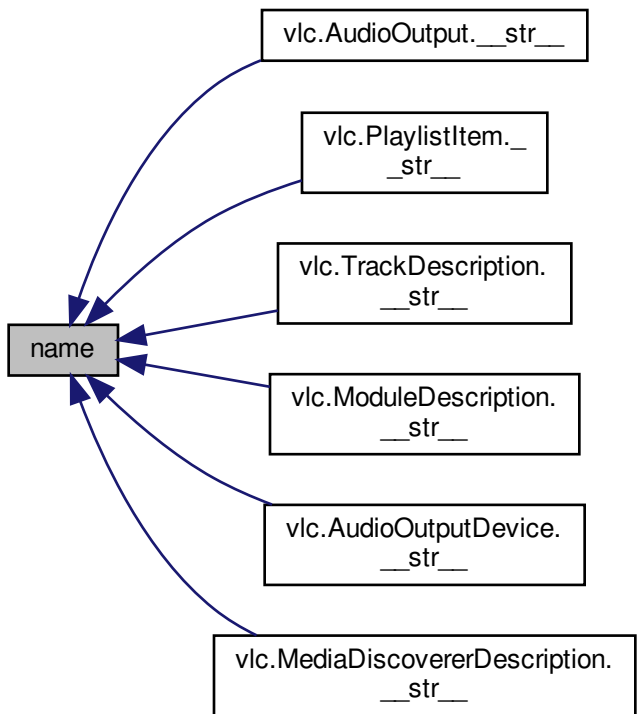 vlc.AudioOutput.__str__
vlc.PlaylistItem._
_str__
vlc.TrackDescription.
__str__
name
vlc.ModuleDescription.
__str__
vlc.AudioOutputDevice.
__str__
vlc.MediaDiscovererDescription.
__str__